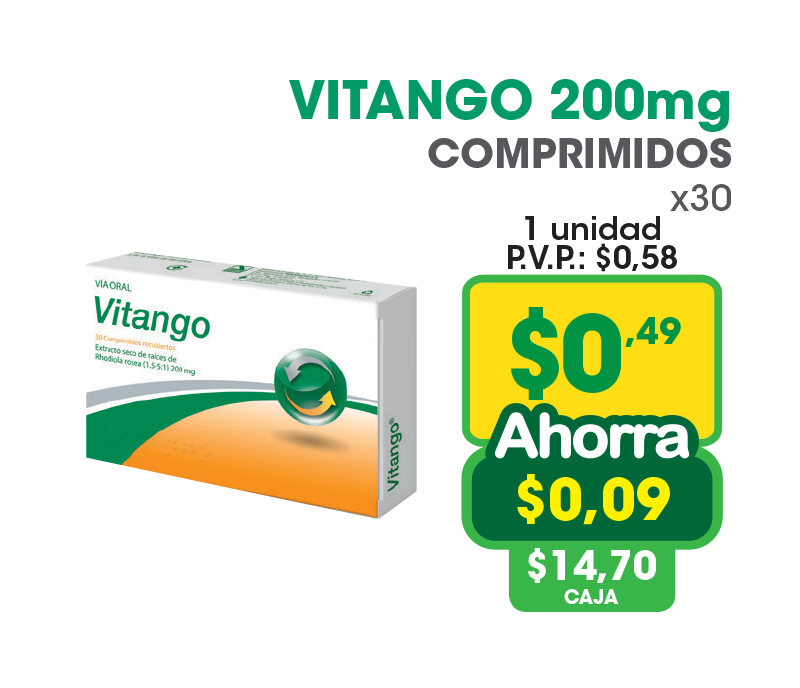 VITANGO 200mg
COMPRIMIDOS
x30
1 unidad
P.V.P.: $0,58
$0,49
Ahorra
$0,09
$14,70
CAJA
VÍA ORAL
Vitango
30 Comprimidos recubiertos
Extracto seco de raíces de
Rhodiola rosea (1.5-5:1) 200 mg
Vitango®